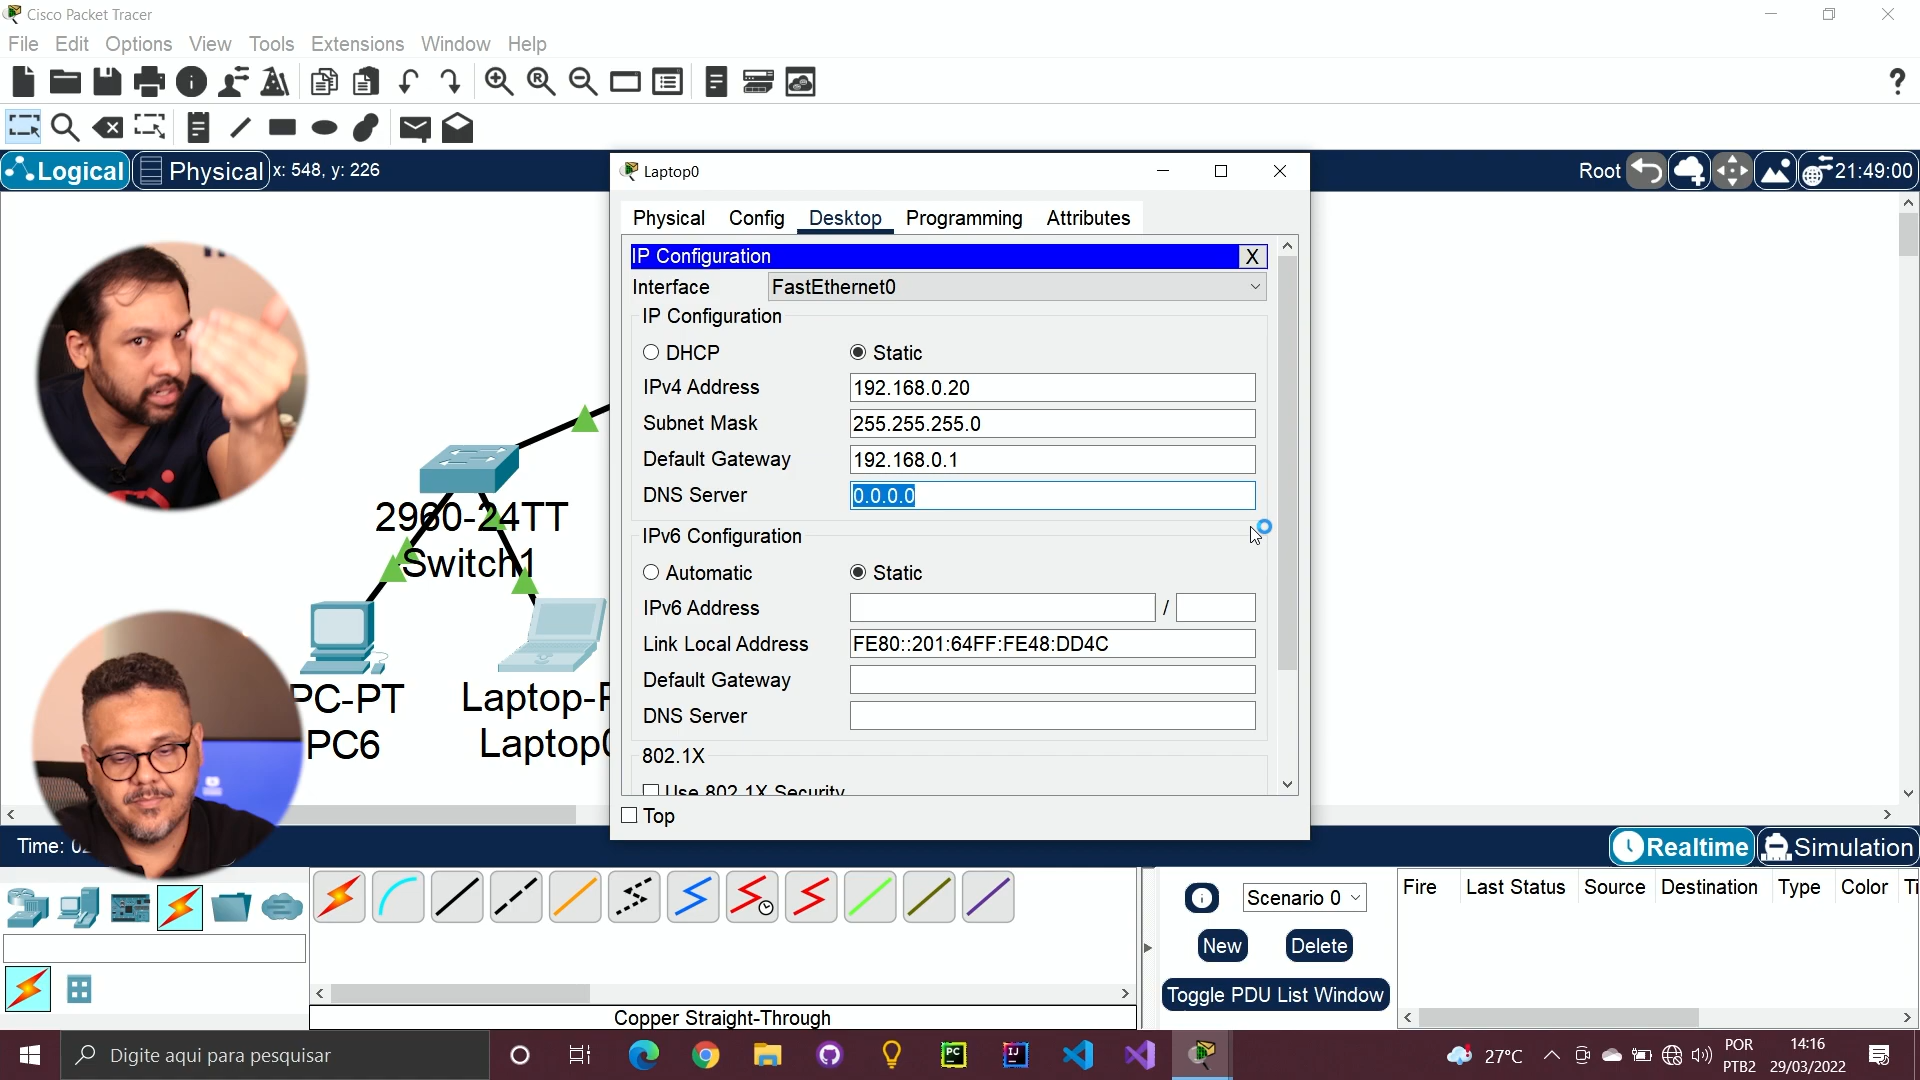 Cisco Packet Tracer
File Edit Options View Tools Extensions Window Help
Logical Physical x: 548, y: 226
Root 21:49:00
Laptop0
Physical Config Desktop Programming Attributes
IP Configuration X
Interface FastEthernet0
IP Configuration
DHCP Static
IPv4 Address 192.168.0.20
Subnet Mask 255.255.255.0
Default Gateway 192.168.0.1
DNS Server 0.0.0.0
IPv6 Configuration
Automatic Static
IPv6 Address /
Link Local Address FE80::201:64FF:FE48:DD4C
Default Gateway
DNS Server
802.1X
Use 802.1X Security
Top
2960-24TT
Switch1
PC-PT
PC6
Laptop-P
Laptop0
Time: 02
Realtime Simulation
Scenario 0
New Delete
Toggle PDU List Window
Fire Last Status Source Destination Type Color Ti
Copper Straight-Through
Digite aqui para pesquisar
PC
IJ
27°C
POR
PTB2
14:16
29/03/2022